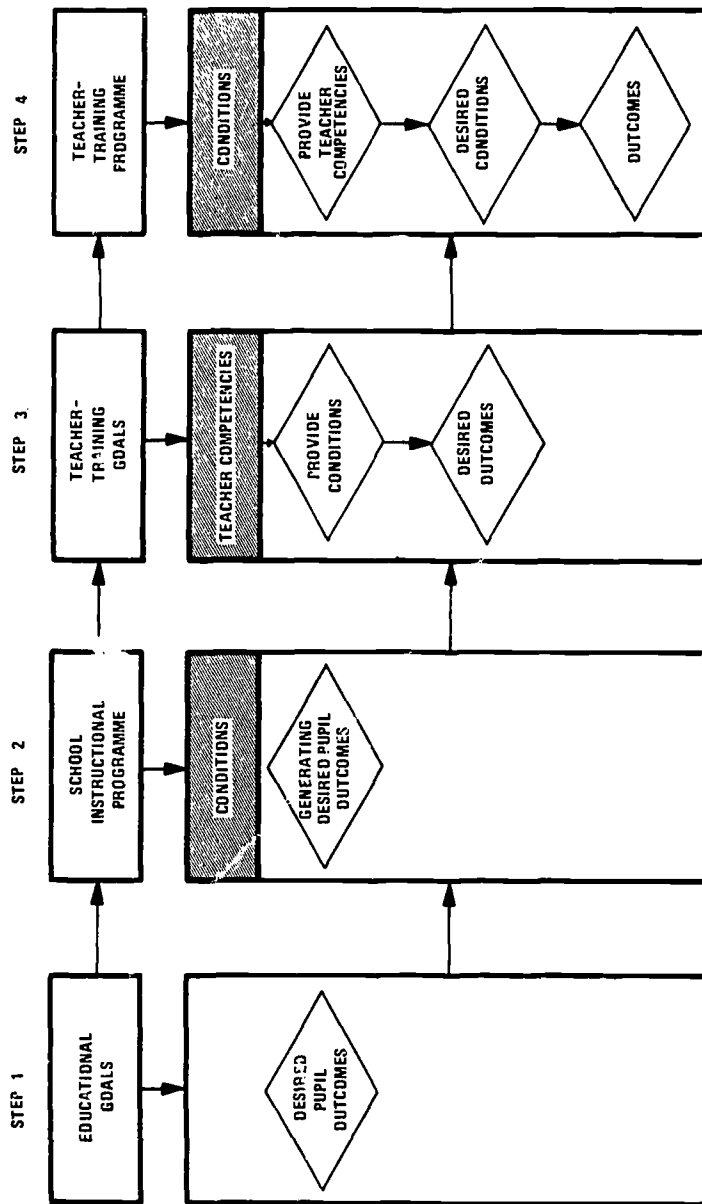 STEP 1
EDUCATIONAL
GOALS
DESIRED
PUPIL
OUTCOMES
STEP 2
SCHOOL
INSTRUCTIONAL
PROGRAMME
CONDITIONS
GENERATING
DESIRED PUPIL
OUTCOMES
STEP 3.
TEACHER-
TRAINING
GOALS
TEACHER COMPETENCIES
PROVIDE
CONDITIONS
DESIRED
OUTCOMES
STEP 4
TEACHER-
TRAINING
PROGRAMME
CONDITIONS
PROVIDE
TEACHER
COMPETENCIES
DESIRED
CONDITIONS
OUTCOMES